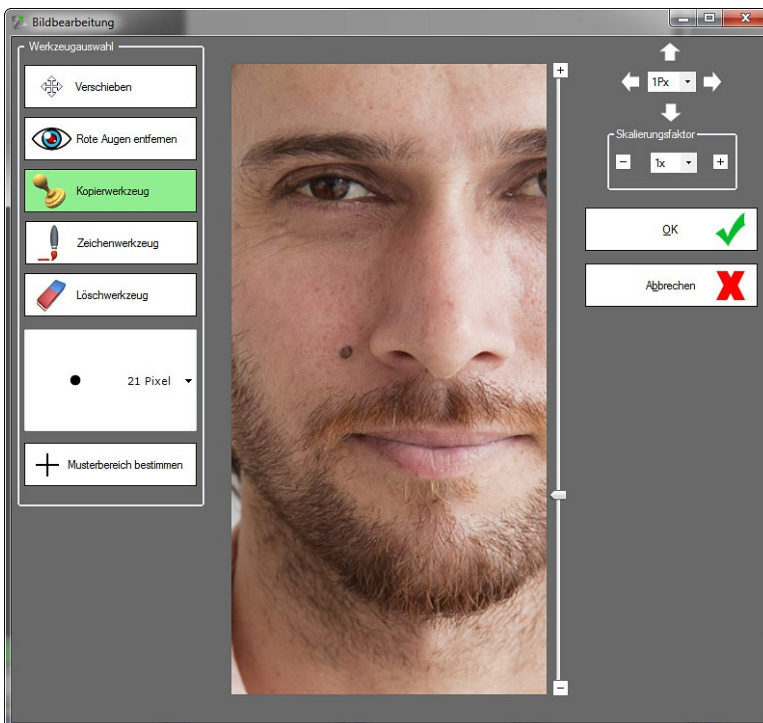 Bildbearbeitung
Werkzeugauswahl
Verschieben
Rote Augen entfernen
Kopierwerkzeug
Zeichenwerkzeug
Löschwerkzeug
21 Pixel
Musterbereich bestimmen
+
−
1Px
Skalierungsfaktor
− 1x +
OK
Abbrechen